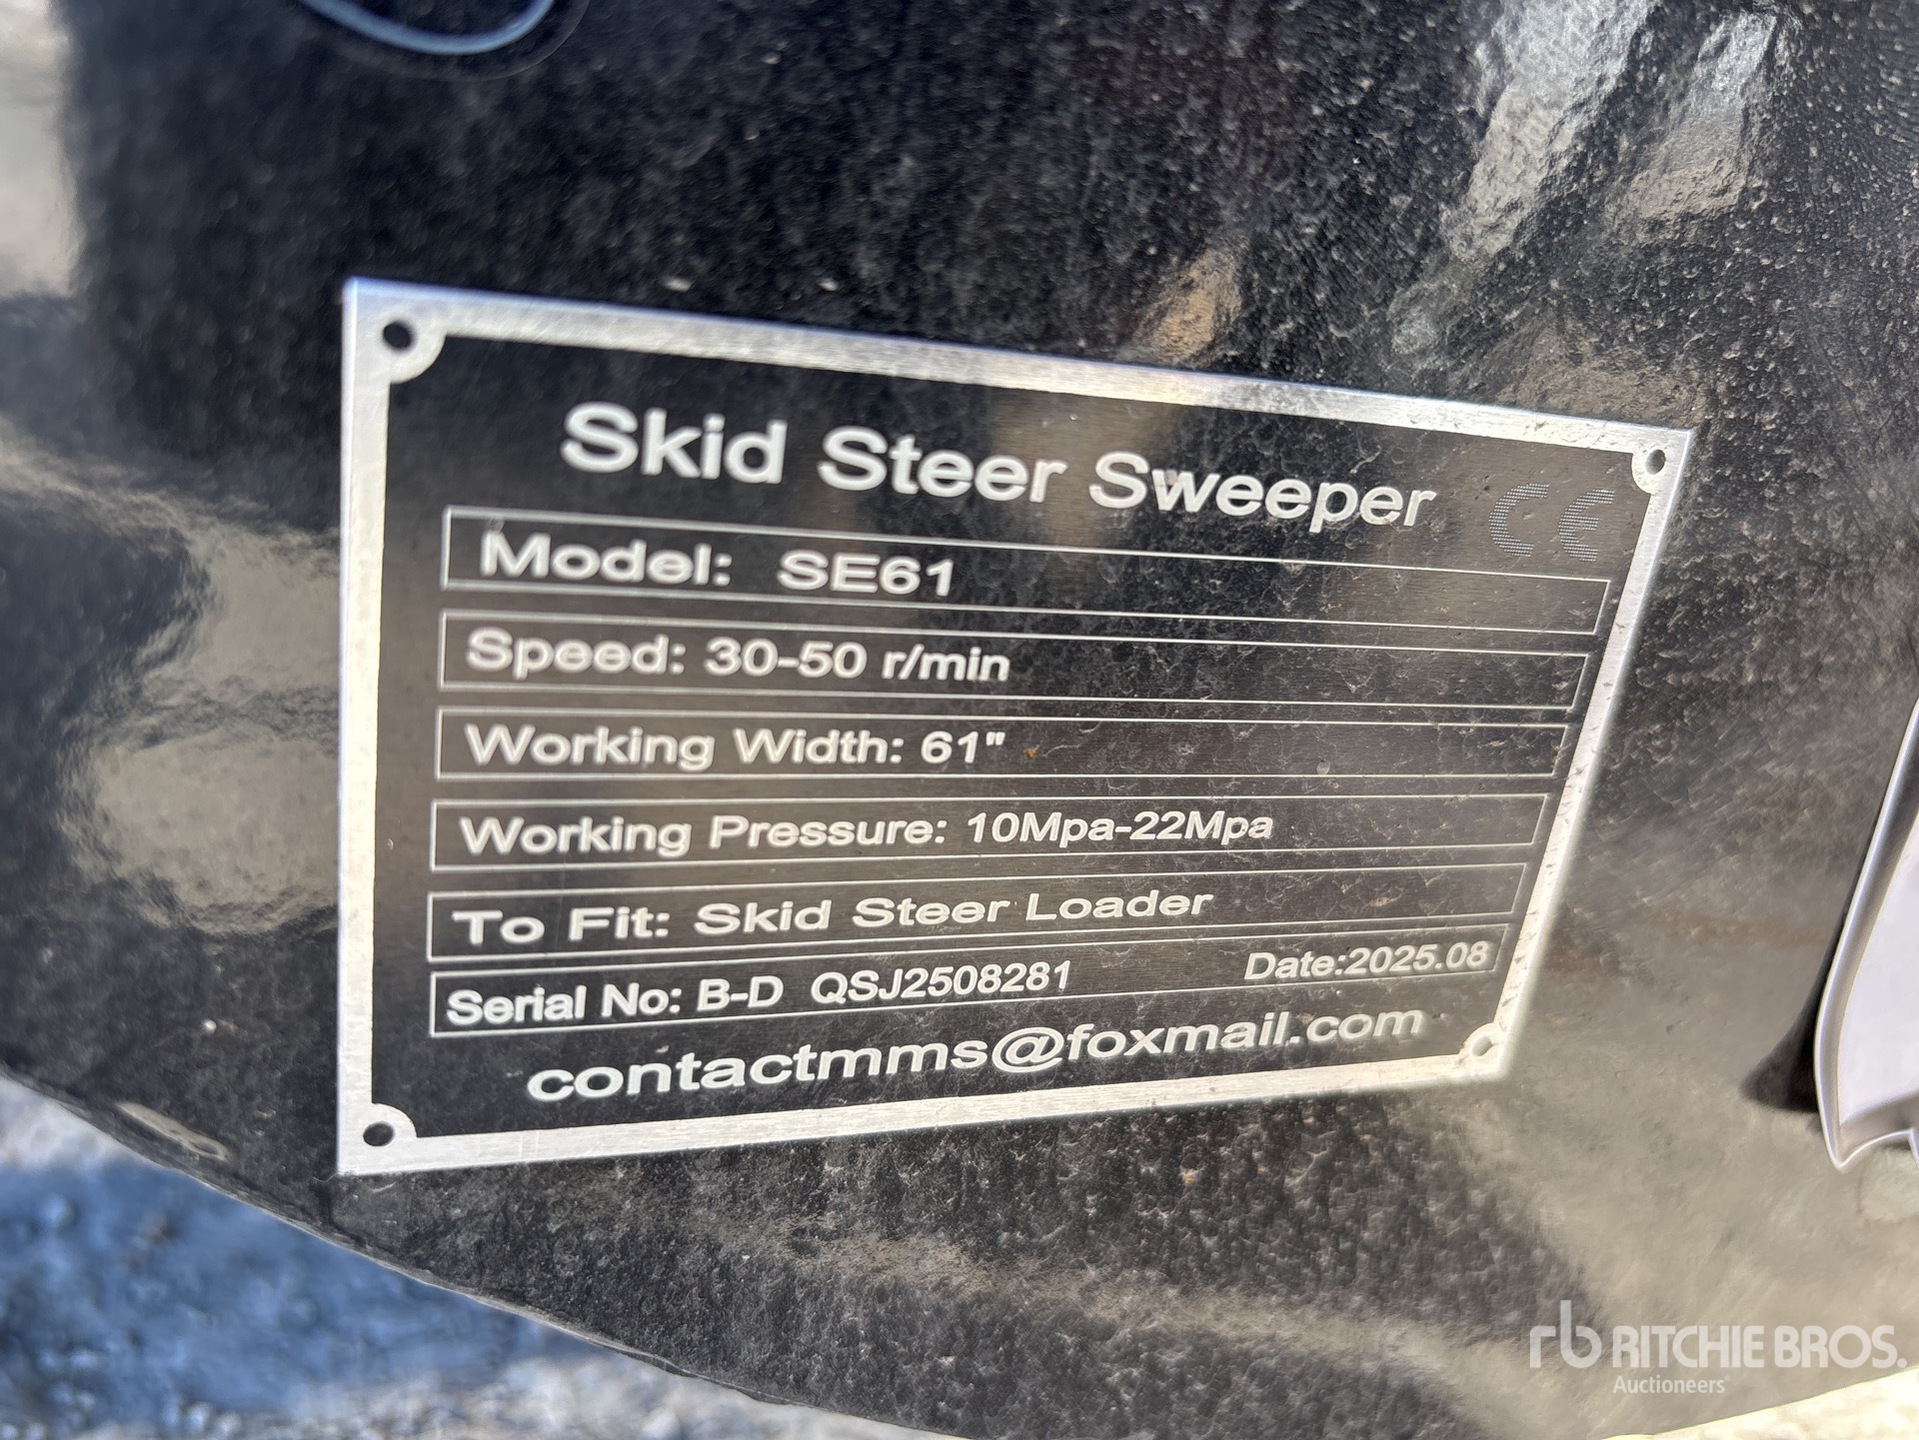 Skid Steer Sweeper
CE
Model: SE61
Speed: 30-50 r/min
Working Width: 61"
Working Pressure: 10Mpa-22Mpa
To Fit: Skid Steer Loader
Serial No: B-D QSJ2508281 Date:2025.08
contactmms@foxmail.com
rb RITCHIE BROS.
Auctioneers